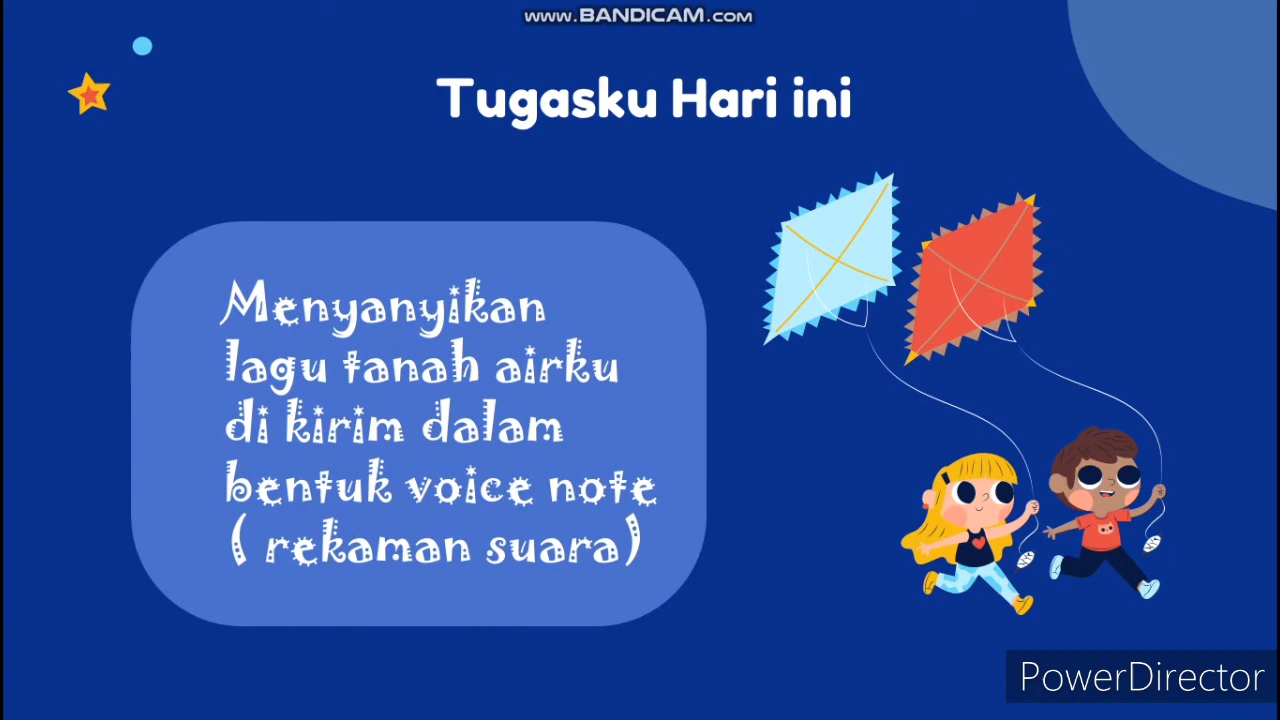 www.BANDICAM.com
Tugasku Hari ini
Menyanyikan
lagu tanah airku
di kirim dalam
bentuk voice note
( rekaman suara)
PowerDirector